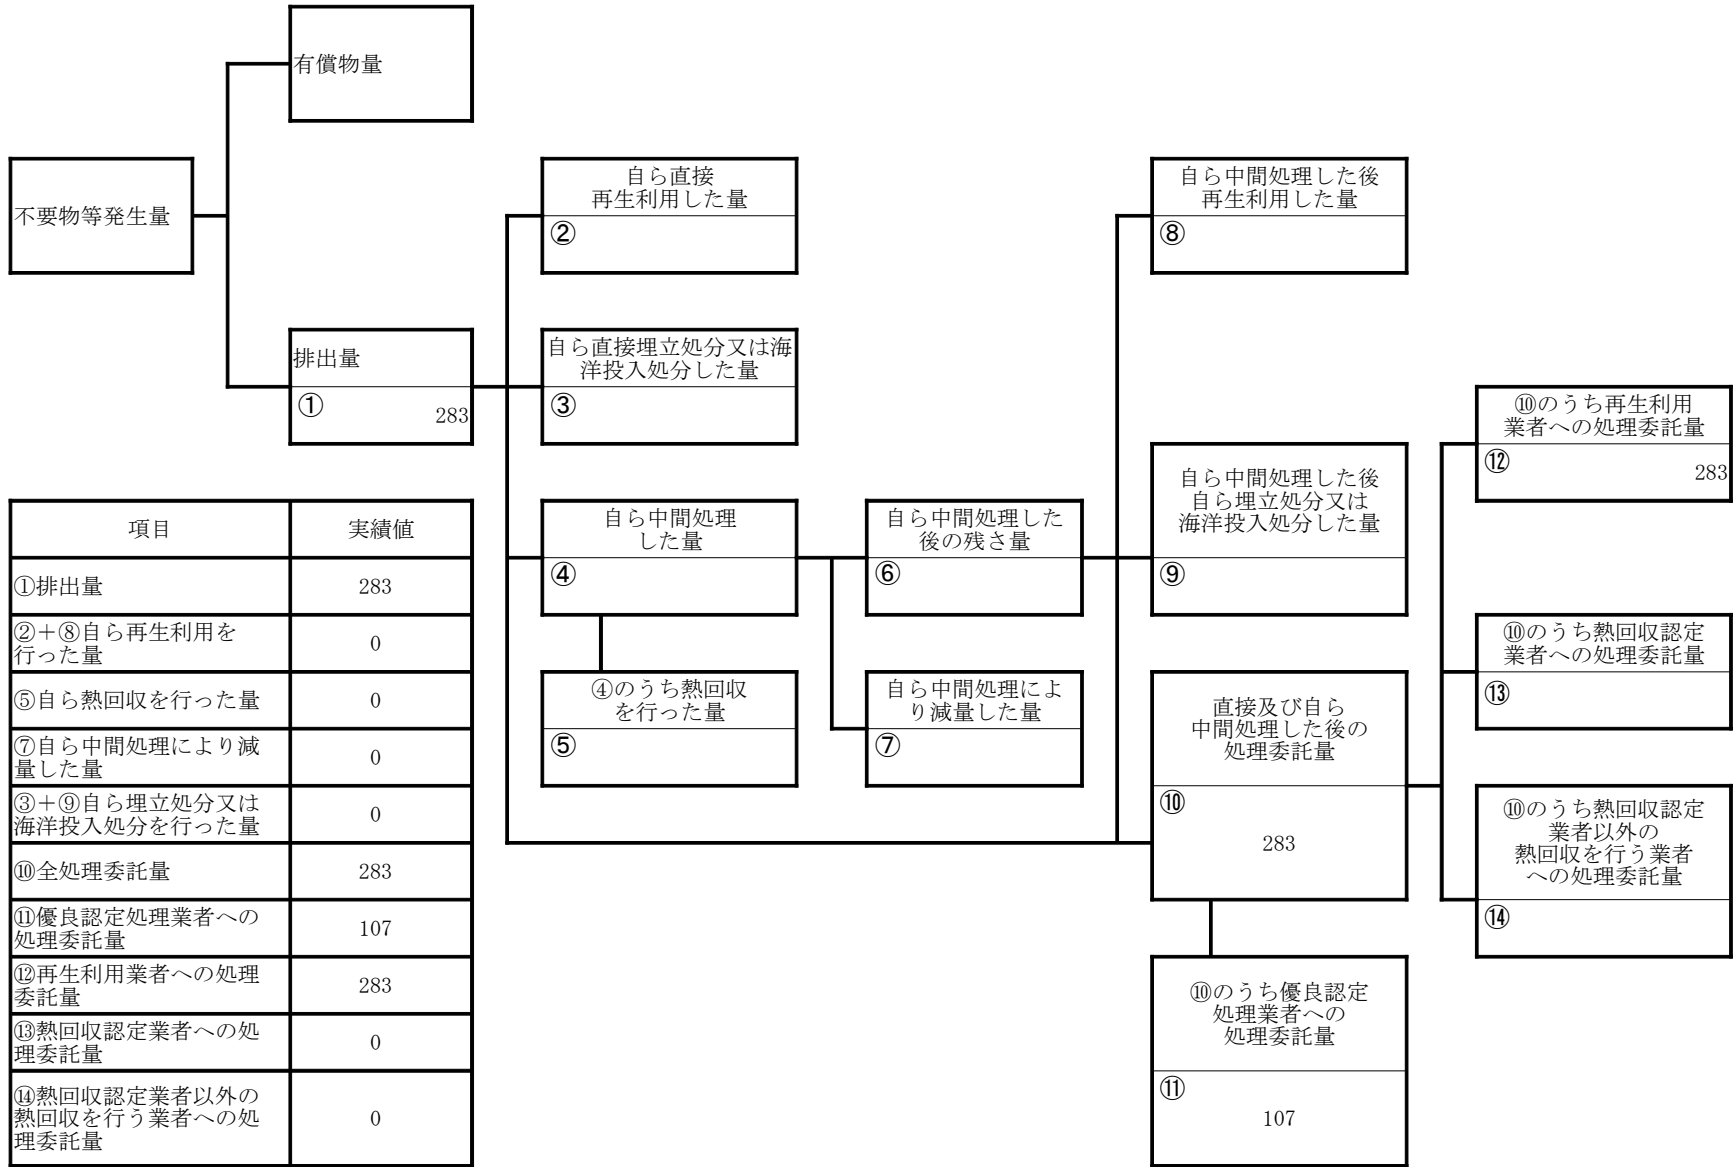 有償物量
不要物等発生量
自ら直接
再生利用した量
②
自ら中間処理した後
再生利用した量
⑧
排出量
①
283
自ら直接埋立処分又は海
洋投入処分した量
③
⑩のうち再生利用
業者への処理委託量
⑫
283
自ら中間処理
した量
④
自ら中間処理した
後の残さ量
⑥
自ら中間処理した後
自ら埋立処分又は
海洋投入処分した量
⑨
⑩のうち熱回収認定
業者への処理委託量
⑬
④のうち熱回収
を行った量
⑤
自ら中間処理によ
り減量した量
⑦
直接及び自ら
中間処理した後の
処理委託量
⑩
283
⑩のうち熱回収認定
業者以外の
熱回収を行う業者
への処理委託量
⑭
⑩のうち優良認定
処理業者への
処理委託量
⑪
107
項目 実績値
①排出量 283
②+⑧自ら再生利用を
行った量 0
⑤自ら熱回収を行った量 0
⑦自ら中間処理により減
量した量 0
③+⑨自ら埋立処分又は
海洋投入処分を行った量 0
⑩全処理委託量 283
⑪優良認定処理業者への
処理委託量 107
⑫再生利用業者への処理
委託量 283
⑬熱回収認定業者への処
理委託量 0
⑭熱回収認定業者以外の
熱回収を行う業者への処
理委託量 0